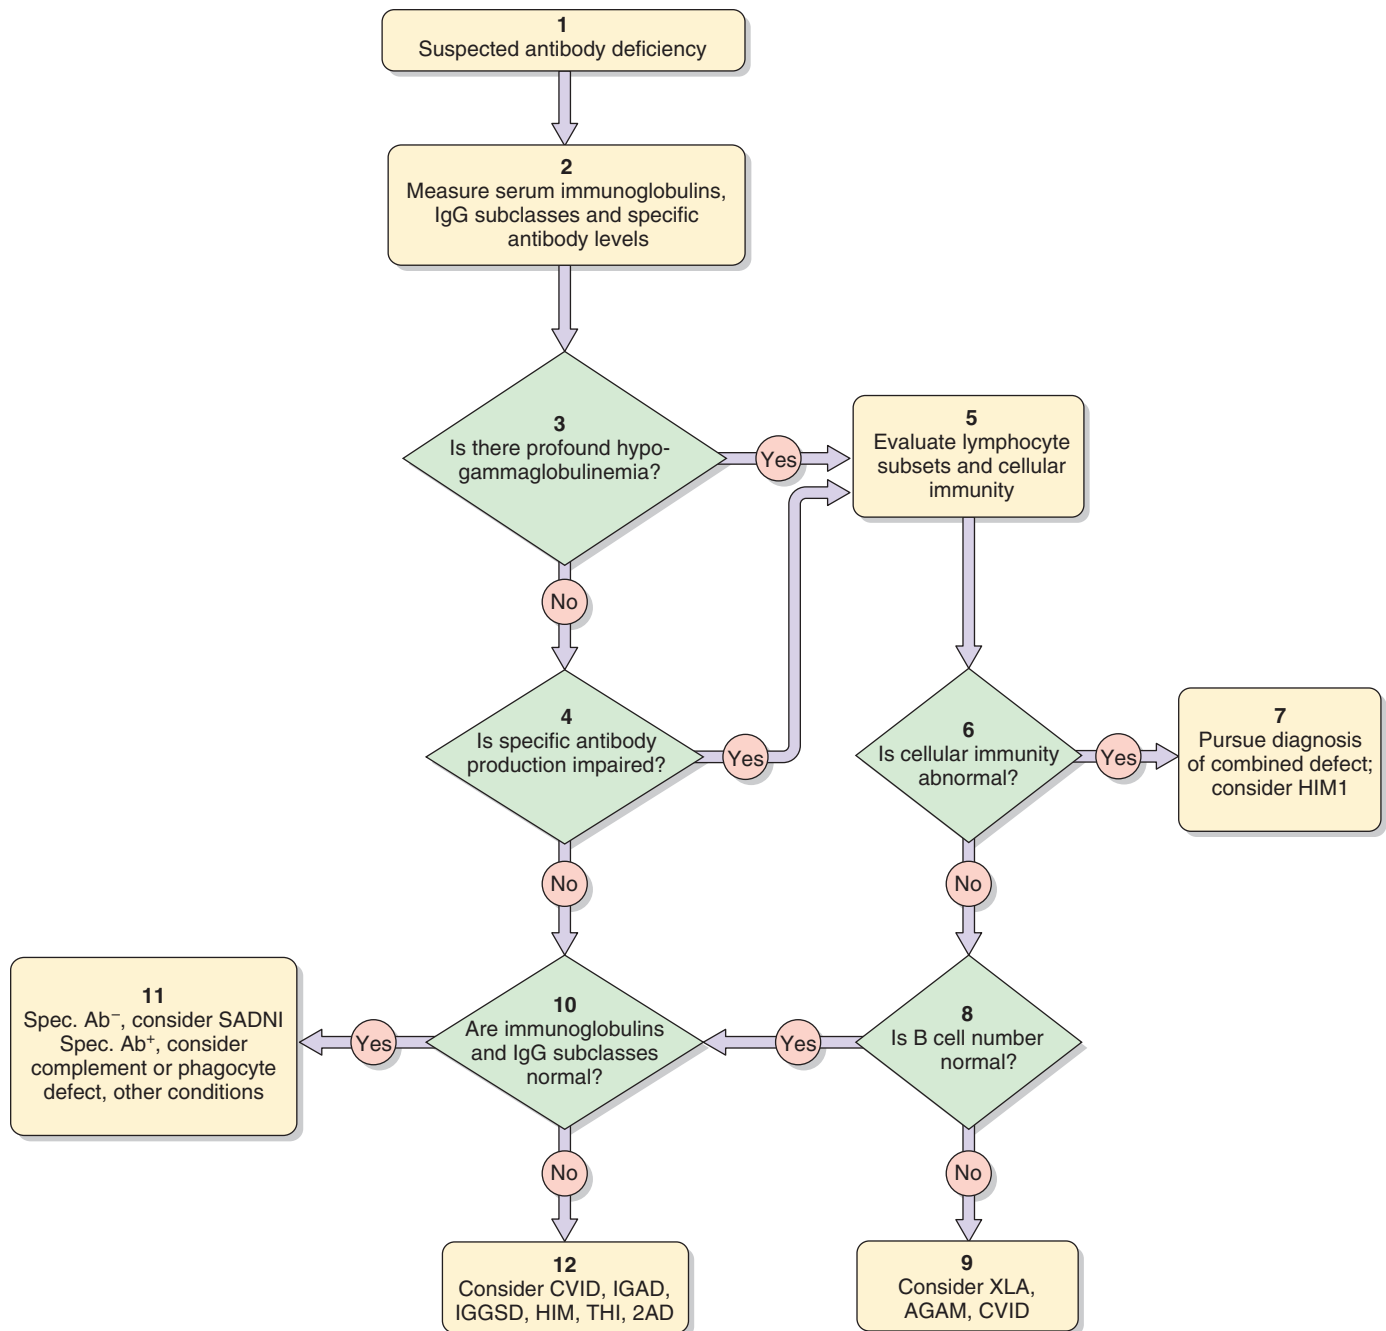 1
Suspected antibody deficiency
2
Measure serum immunoglobulins,
IgG subclasses and specific
antibody levels
3
Is there profound hypo-
gammaglobulinemia?
Yes
5
Evaluate lymphocyte
subsets and cellular
immunity
No
4
Is specific antibody
production impaired?
Yes
6
Is cellular immunity
abnormal?
Yes
7
Pursue diagnosis
of combined defect;
consider HIM1
No
No
11
Spec. Ab⁻, consider SADNI
Spec. Ab⁺, consider
complement or phagocyte
defect, other conditions
Yes
10
Are immunoglobulins
and IgG subclasses
normal?
Yes
8
Is B cell number
normal?
No
No
12
Consider CVID, IGAD,
IGGSD, HIM, THI, 2AD
9
Consider XLA,
AGAM, CVID